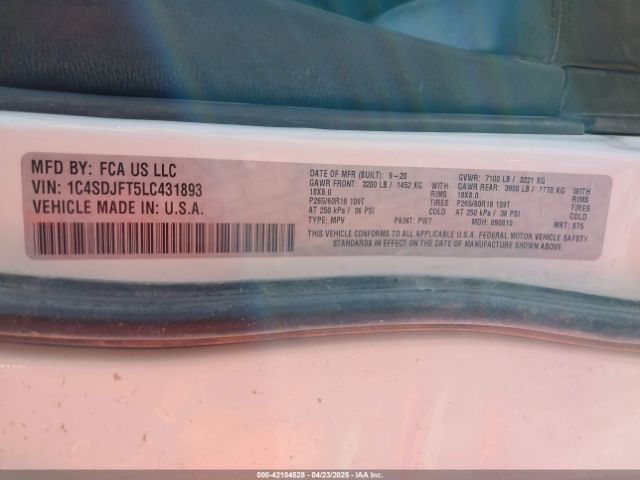 MFD BY: FCA US LLC
VIN: 1C4SDJFT5LC431893
VEHICLE MADE IN: U.S.A.
DATE OF MFR (BUILT): 9-20 GVWR: 7100 LB / 3221 KG
GAWR FRONT: 3200 LB / 1452 KG WITH GAWR REAR: 3900 LB / 1770 KG WITH
18X8.0 RIMS 18X8.0 RIMS
P265/60R18 109T TIRES P265/60R18 109T TIRES
AT 250 kPa / 36 PSI COLD AT 250 kPa / 36 PSI COLD
TYPE: MPV PAINT: PW7 MDH: 090810 MKT: 875
THIS VEHICLE CONFORMS TO ALL APPLICABLE U.S.A. FEDERAL MOTOR VEHICLE SAFETY
STANDARDS IN EFFECT ON THE DATE OF MANUFACTURE SHOWN ABOVE.
000-42104528 - 04/23/2025 - IAA Inc.